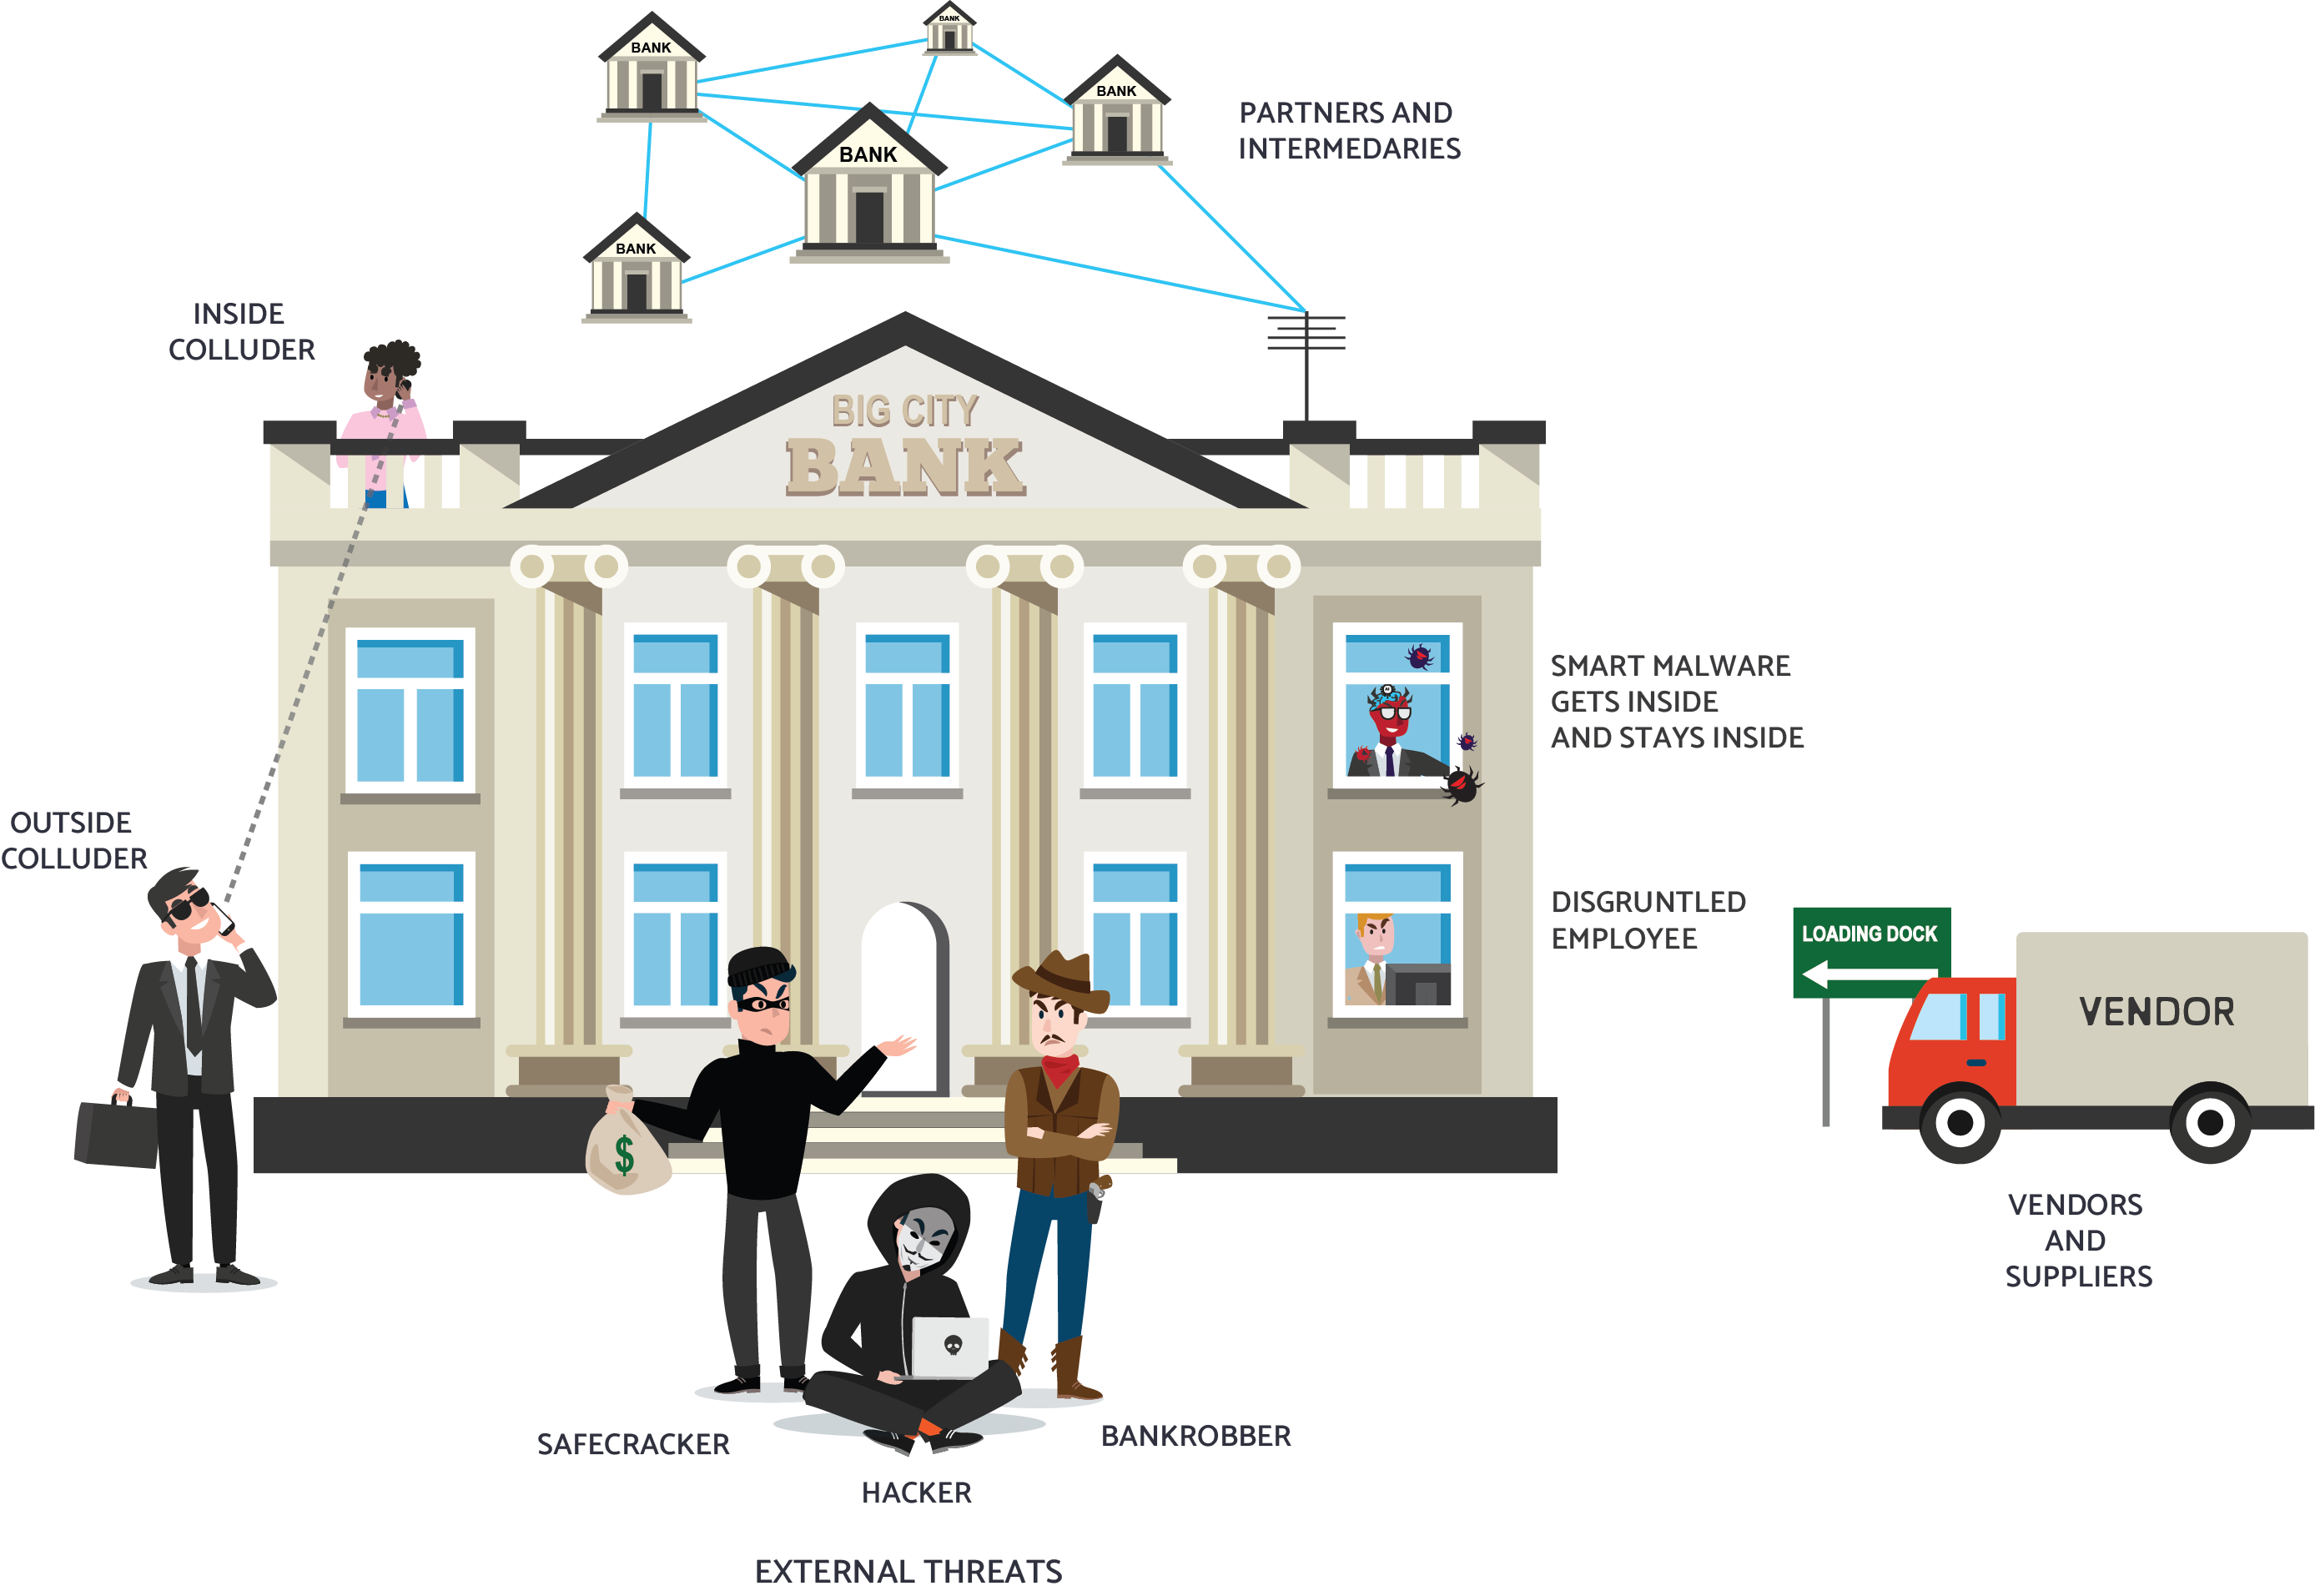 BANK
BANK
BANK
BANK
BANK
PARTNERS AND
INTERMEDARIES
INSIDE
COLLUDER
BIG CITY
BANK
SMART MALWARE
GETS INSIDE
AND STAYS INSIDE
OUTSIDE
COLLUDER
DISGRUNTLED
EMPLOYEE
LOADING DOCK
VENDOR
$
VENDORS
AND
SUPPLIERS
SAFECRACKER
BANKROBBER
HACKER
EXTERNAL THREATS